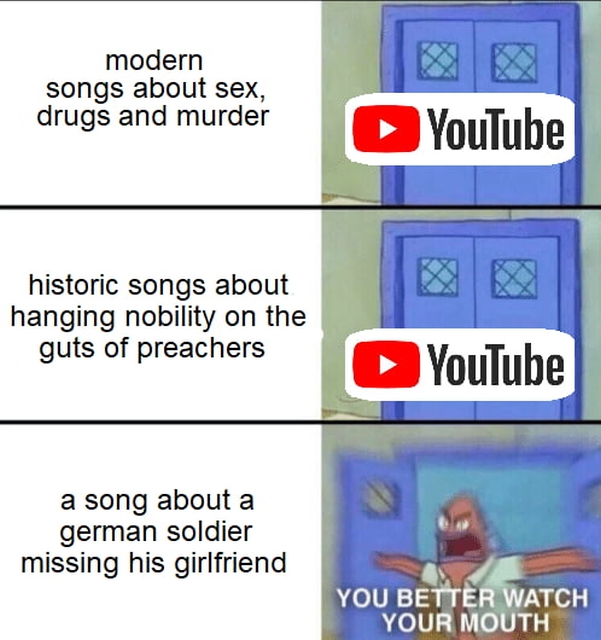 modern
songs about sex,
drugs and murder
YouTube
historic songs about
hanging nobility on the
guts of preachers
YouTube
a song about a
german soldier
missing his girlfriend
YOU BETTER WATCH
YOUR MOUTH